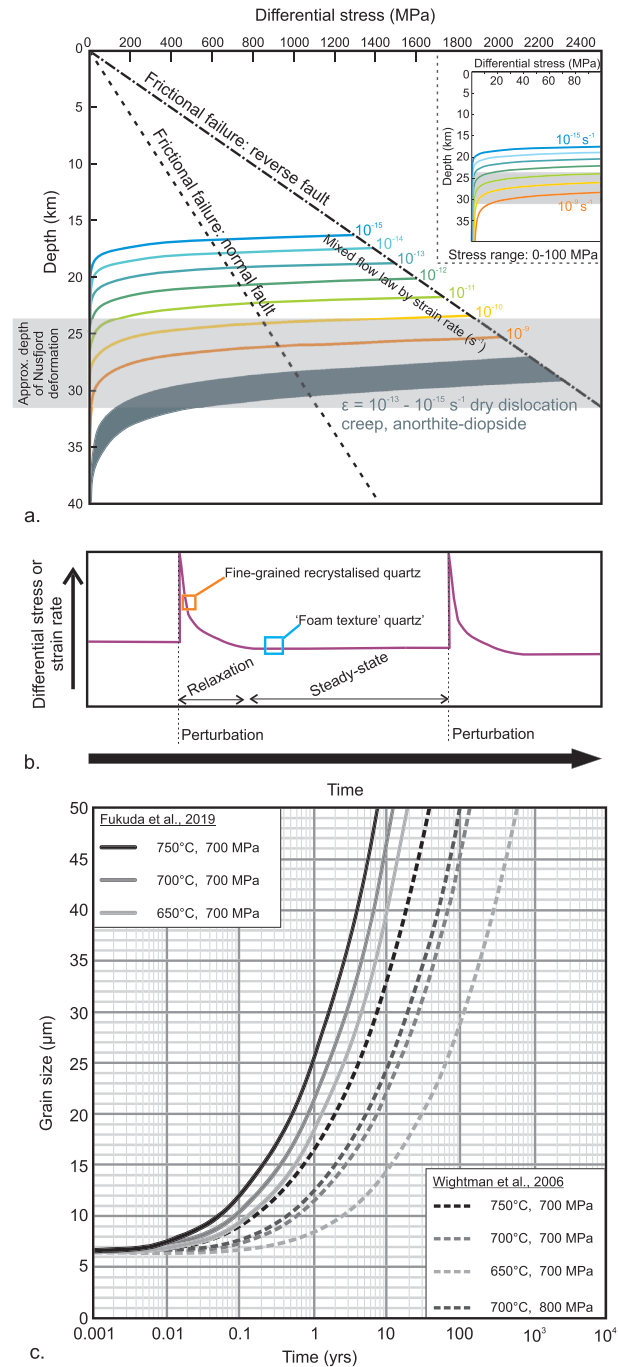 Differential stress (MPa)
0 200 400 600 800 1000 1200 1400 1600 1800 2000 2200 2400
0
5
10
15
20
25
30
35
40
Depth (km)
Frictional failure: reverse fault
Frictional failure: normal fault
Mixed flow law by strain rate (s⁻¹)
10⁻¹⁵
10⁻¹⁴
10⁻¹³
10⁻¹²
10⁻¹¹
10⁻¹⁰
10⁻⁹
Approx. depth
of Nusfjord
deformation
ε = 10⁻¹³ - 10⁻¹⁵ s⁻¹ dry dislocation
creep, anorthite-diopside
Differential stress (MPa)
0 20 40 60 80
5
10
15
20
25
30
35
Depth (km)
10⁻¹⁵ s⁻¹
10⁻⁹ s⁻¹
Stress range: 0-100 MPa
a.
Differential stress or
strain rate
Fine-grained recrystalised quartz
'Foam texture' quartz'
Relaxation
Steady-state
Perturbation
Perturbation
b.
Time
50
45
40
35
30
25
20
15
10
5
0
Grain size (µm)
Fukuda et al., 2019
750°C, 700 MPa
700°C, 700 MPa
650°C, 700 MPa
Wightman et al., 2006
750°C, 700 MPa
700°C, 700 MPa
650°C, 700 MPa
700°C, 800 MPa
0.001 0.01 0.1 1 10 100 10³ 10⁴
c.
Time (yrs)